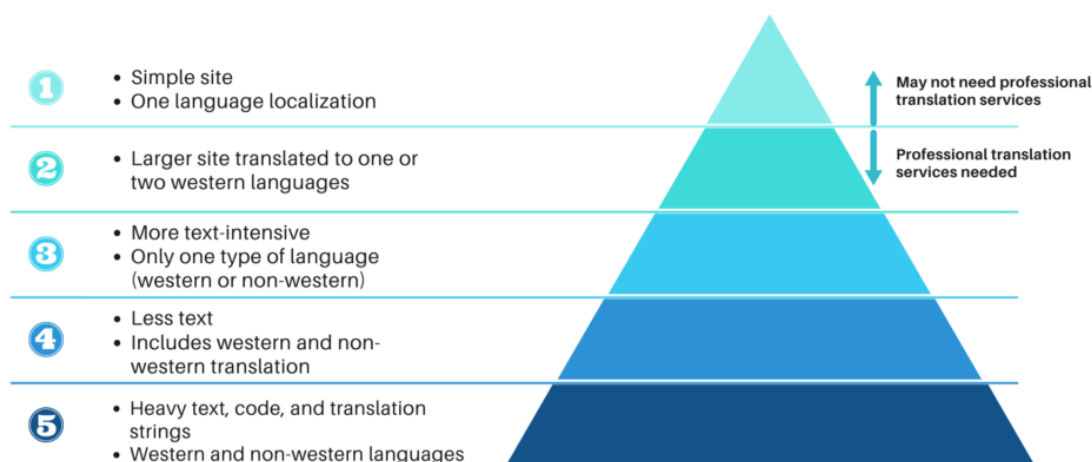 1
• Simple site
• One language localization
May not need professional
translation services
2
• Larger site translated to one or
two western languages
Professional translation
services needed
3
• More text-intensive
• Only one type of language
(western or non-western)
4
• Less text
• Includes western and non-
western translation
5
• Heavy text, code, and translation
strings
• Western and non-western languages